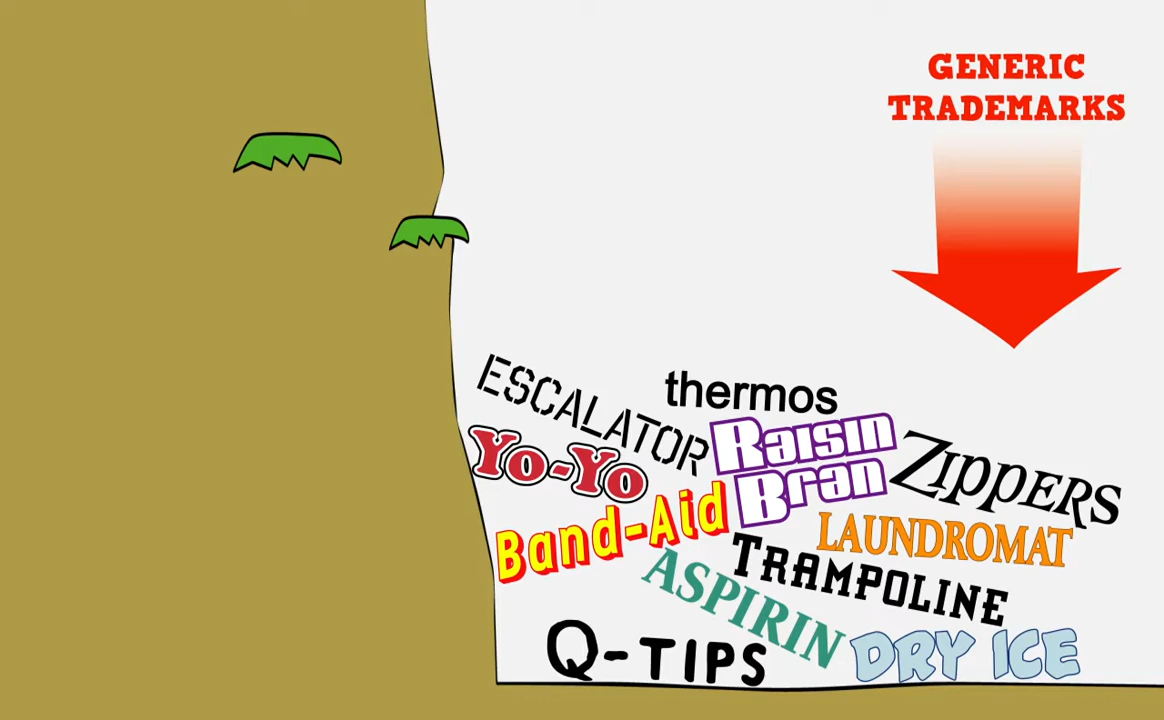 GENERIC
TRADEMARKS
ESCALATOR
thermos
Yo-Yo
Raisin
Bran
Zippers
Band-Aid
LAUNDROMAT
TRAMPOLINE
ASPIRIN
Q-TIPS
DRY ICE